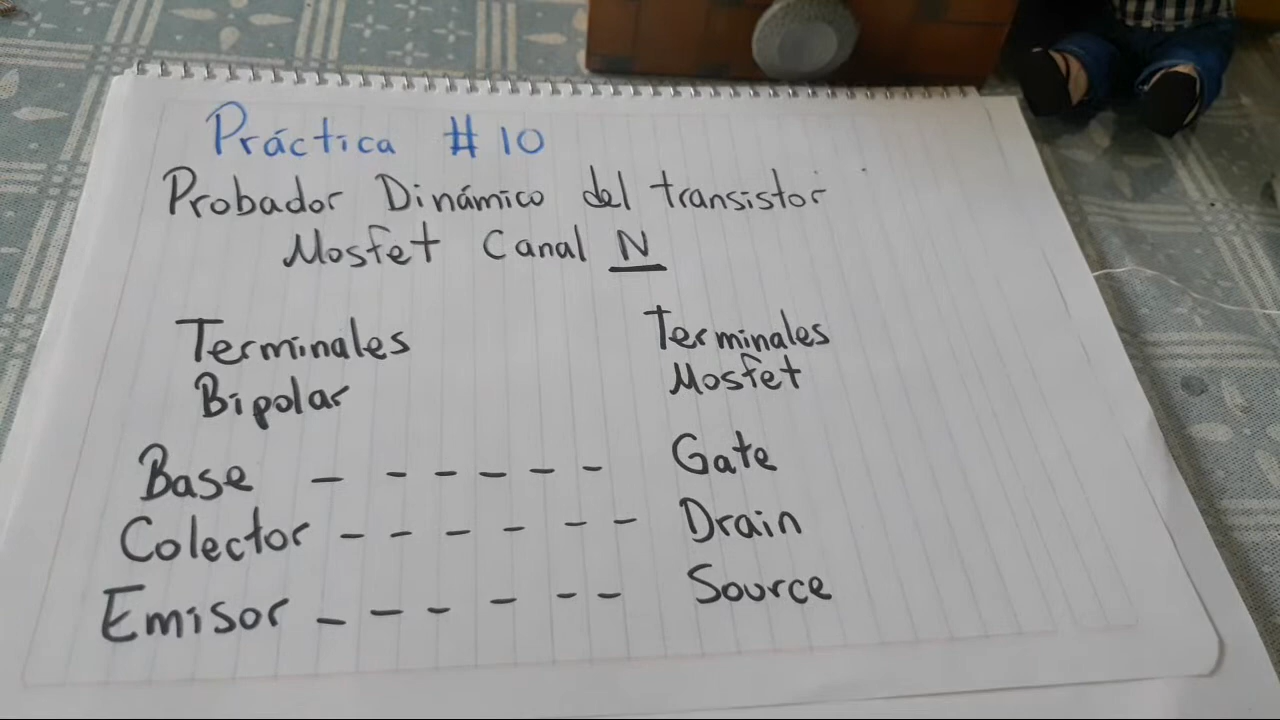 Práctica #10
Probador Dinámico del transistor
Mosfet Canal N
Terminales Terminales
Bipolar Mosfet
Base - - - - - - Gate
Colector - - - - - - Drain
Emisor - - - - - - Source